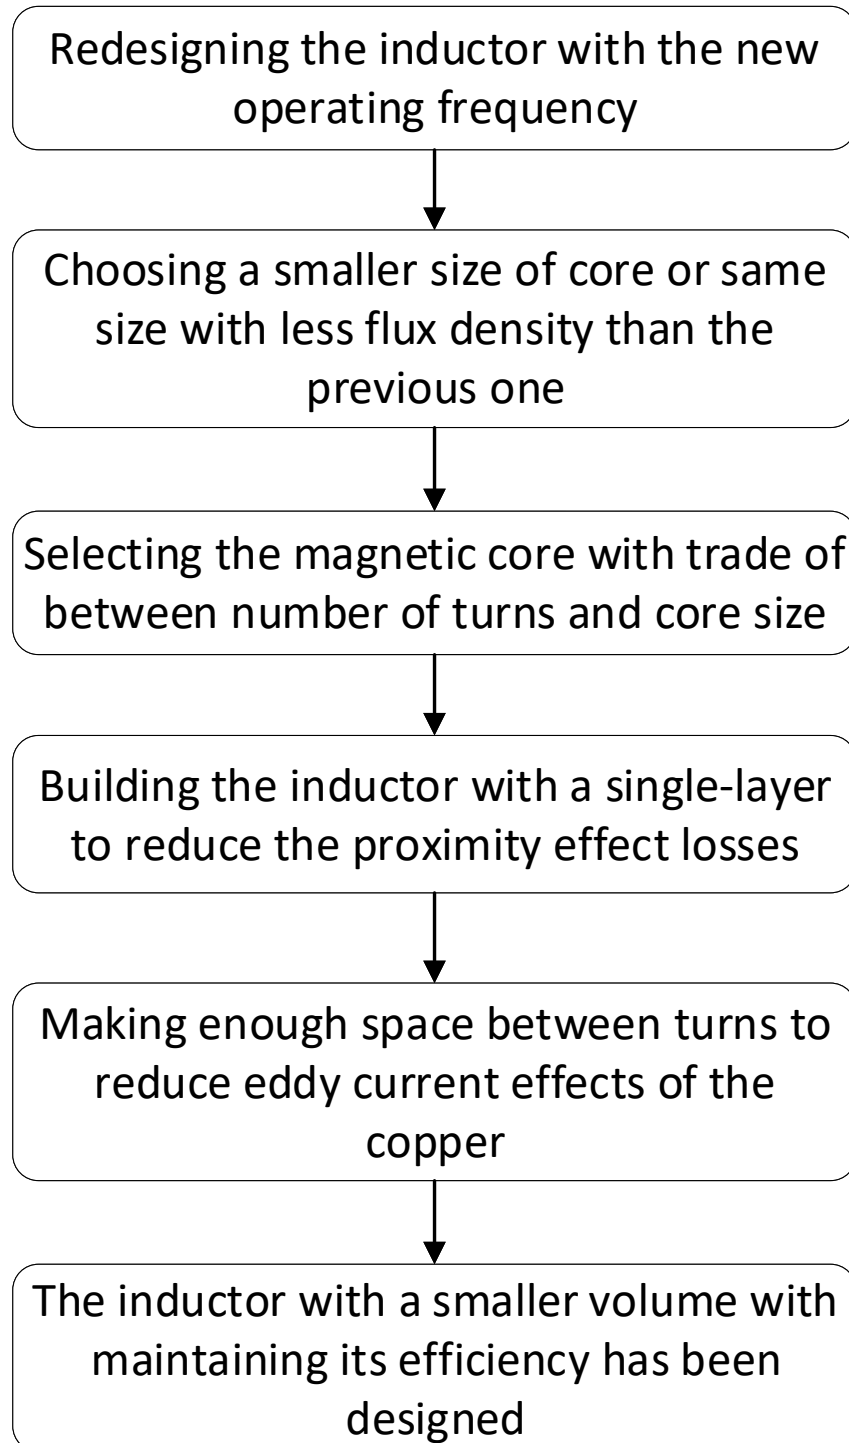 Redesigning the inductor with the new
operating frequency
Choosing a smaller size of core or same
size with less flux density than the
previous one
Selecting the magnetic core with trade of
between number of turns and core size
Building the inductor with a single-layer
to reduce the proximity effect losses
Making enough space between turns to
reduce eddy current effects of the
copper
The inductor with a smaller volume with
maintaining its efficiency has been
designed